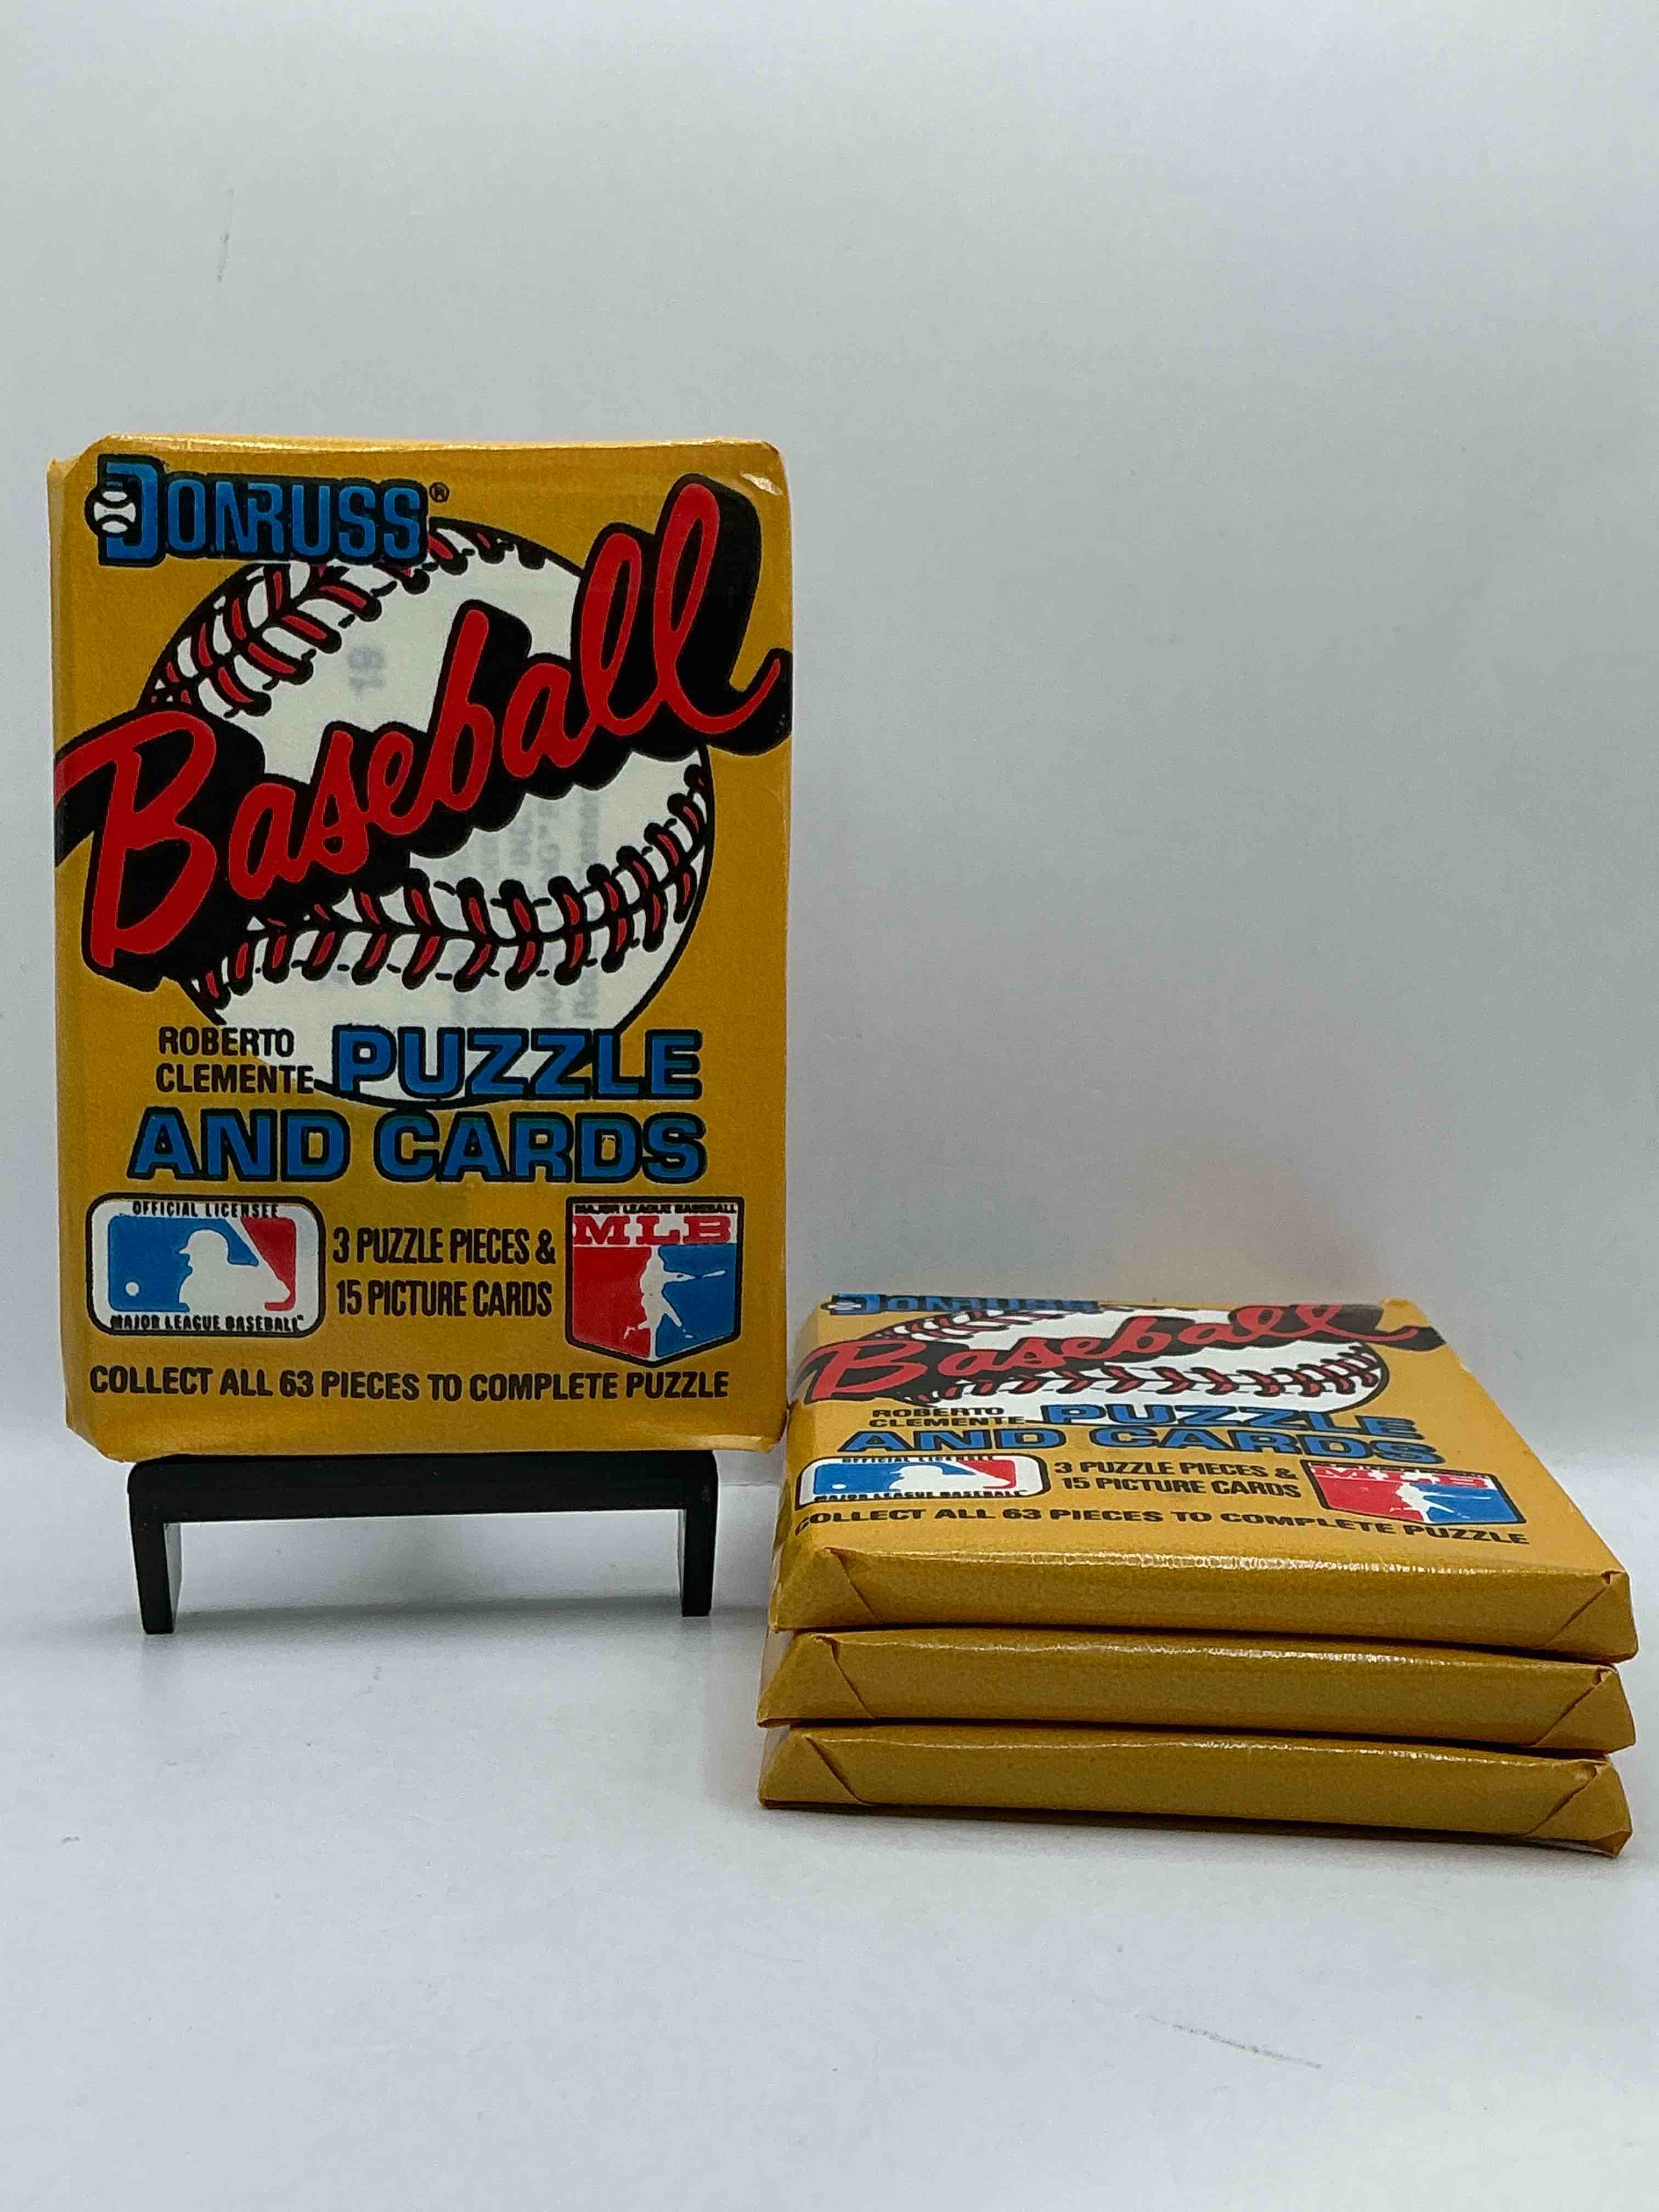 DONRUSS®
Baseball
ROBERTO
CLEMENTE
PUZZLE
AND CARDS
OFFICIAL LICENSEE
MAJOR LEAGUE BASEBALL™
3 PUZZLE PIECES &
15 PICTURE CARDS
MAJOR LEAGUE BASEBALL
MLB
COLLECT ALL 63 PIECES TO COMPLETE PUZZLE
DONRUSS
Baseball
ROBERTO
CLEMENTE
PUZZLE
AND CARDS
OFFICIAL LICENSEE
MAJOR LEAGUE BASEBALL
3 PUZZLE PIECES &
15 PICTURE CARDS
MLB
COLLECT ALL 63 PIECES TO COMPLETE PUZZLE